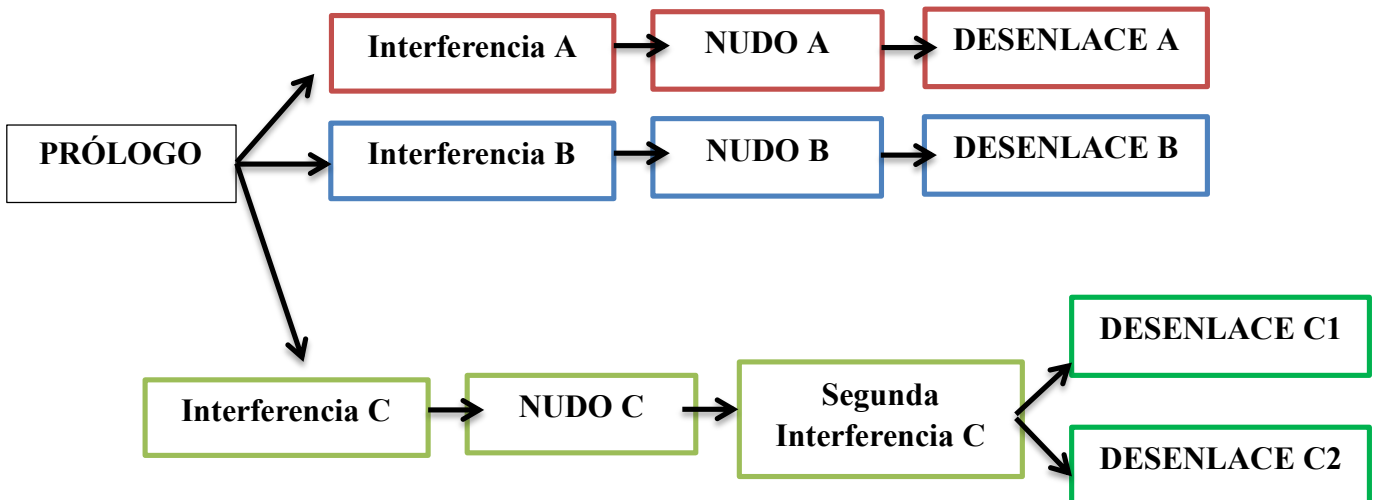 Interferencia A
NUDO A
DESENLACE A
PRÓLOGO
Interferencia B
NUDO B
DESENLACE B
DESENLACE C1
Interferencia C
NUDO C
Segunda
Interferencia C
DESENLACE C2